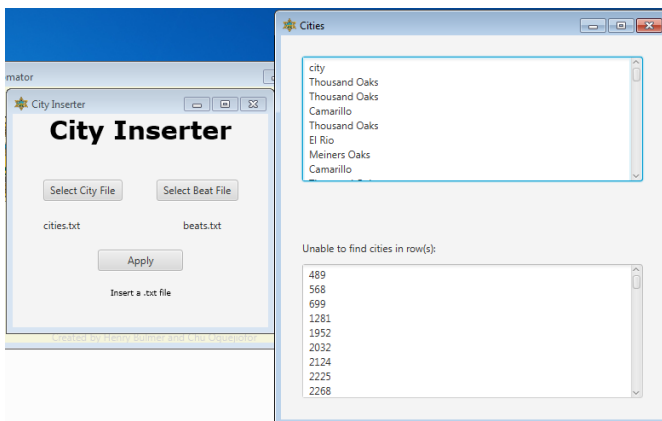 Cities
omator
City Inserter
City Inserter
Select City File
Select Beat File
cities.txt
beats.txt
Apply
Insert a .txt file
Created by Henry Bulmer and Chu Oquejiofor
city
Thousand Oaks
Thousand Oaks
Camarillo
Thousand Oaks
El Rio
Meiners Oaks
Camarillo
Unable to find cities in row(s):
489
568
699
1281
1952
2032
2124
2225
2268